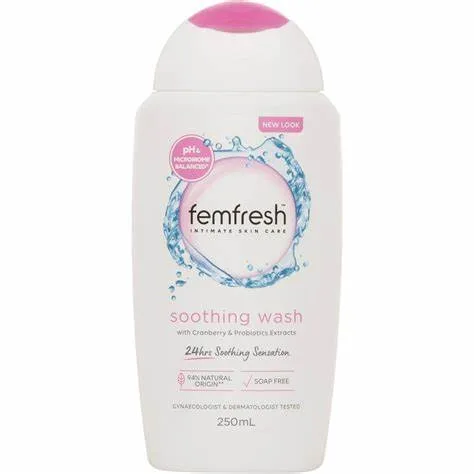 NEW LOOK
pH &
MICROBIOME
BALANCED*
femfresh™
INTIMATE SKIN CARE
soothing wash
with Cranberry & Probiotics Extracts
24hrs Soothing Sensation
94% NATURAL
ORIGIN**
SOAP FREE
GYNAECOLOGIST & DERMATOLOGIST TESTED
250mL